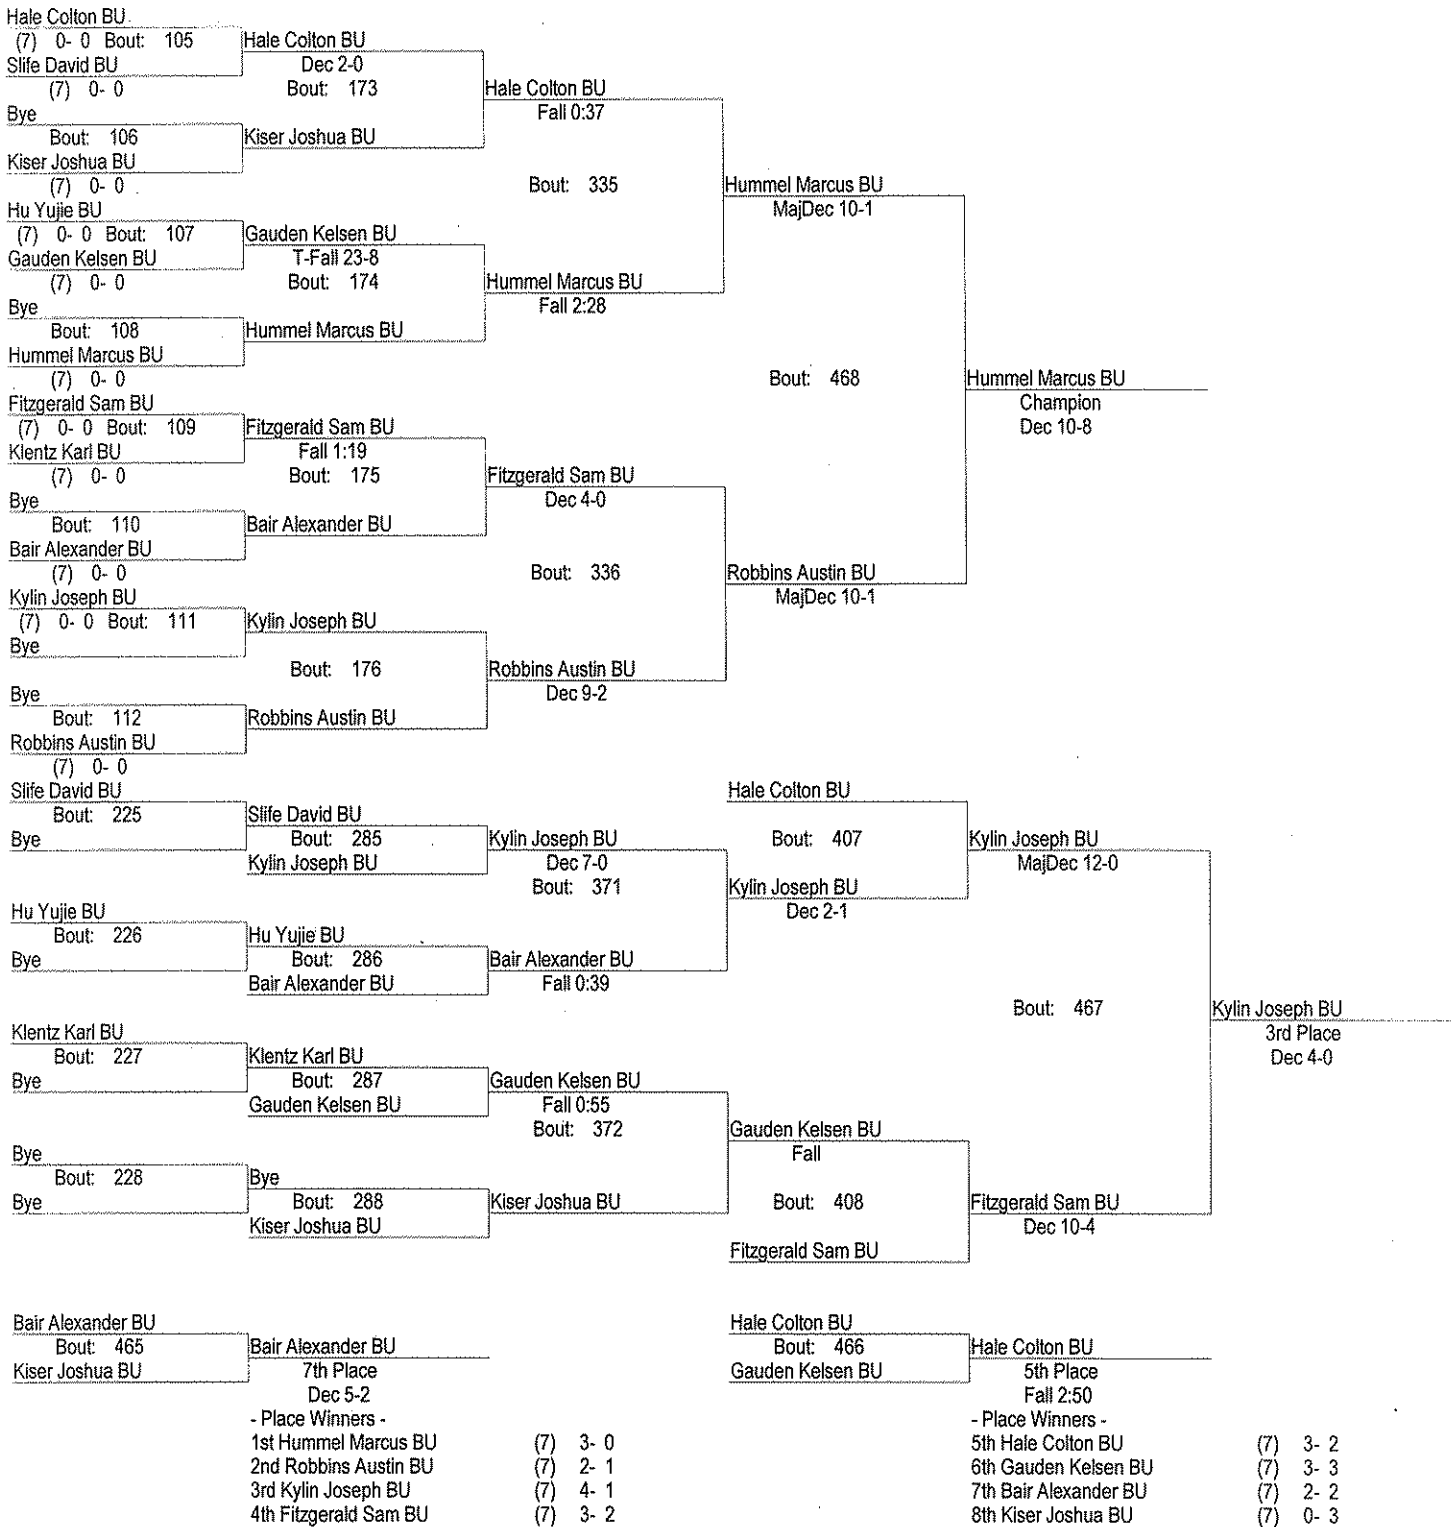 Hale Colton BU
(7) 0- 0 Bout: 105
Slife David BU
(7) 0- 0
Bye
Bout: 106
Kiser Joshua BU
(7) 0- 0
Hu Yujie BU
(7) 0- 0 Bout: 107
Gauden Kelsen BU
(7) 0- 0
Bye
Bout: 108
Hummel Marcus BU
(7) 0- 0
Fitzgerald Sam BU
(7) 0- 0 Bout: 109
Klentz Karl BU
(7) 0- 0
Bye
Bout: 110
Bair Alexander BU
(7) 0- 0
Kylin Joseph BU
(7) 0- 0 Bout: 111
Bye
Bye
Bout: 112
Robbins Austin BU
(7) 0- 0
Hale Colton BU
Dec 2-0
Bout: 173
Kiser Joshua BU
Gauden Kelsen BU
T-Fall 23-8
Bout: 174
Hummel Marcus BU
Fitzgerald Sam BU
Fall 1:19
Bout: 175
Bair Alexander BU
Kylin Joseph BU
Bout: 176
Robbins Austin BU
Hale Colton BU
Fall 0:37
Bout: 335
Hummel Marcus BU
Fall 2:28
Fitzgerald Sam BU
Dec 4-0
Bout: 336
Robbins Austin BU
Dec 9-2
Hummel Marcus BU
MajDec 10-1
Bout: 468
Robbins Austin BU
MajDec 10-1
Hummel Marcus BU
Champion
Dec 10-8
Slife David BU
Bout: 225
Bye
Hu Yujie BU
Bout: 226
Bye
Klentz Karl BU
Bout: 227
Bye
Bye
Bout: 228
Bye
Slife David BU
Bout: 285
Kylin Joseph BU
Hu Yujie BU
Bout: 286
Bair Alexander BU
Klentz Karl BU
Bout: 287
Gauden Kelsen BU
Bye
Bout: 288
Kiser Joshua BU
Kylin Joseph BU
Dec 7-0
Bout: 371
Bair Alexander BU
Fall 0:39
Gauden Kelsen BU
Fall 0:55
Bout: 372
Kiser Joshua BU
Hale Colton BU
Bout: 407
Kylin Joseph BU
Dec 2-1
Gauden Kelsen BU
Fall
Bout: 408
Fitzgerald Sam BU
Kylin Joseph BU
MajDec 12-0
Bout: 467
Fitzgerald Sam BU
Dec 10-4
Kylin Joseph BU
3rd Place
Dec 4-0
Bair Alexander BU
Bout: 465
Kiser Joshua BU
Bair Alexander BU
7th Place
Dec 5-2
Hale Colton BU
Bout: 466
Gauden Kelsen BU
Hale Colton BU
5th Place
Fall 2:50
- Place Winners -
1st Hummel Marcus BU (7) 3- 0
2nd Robbins Austin BU (7) 2- 1
3rd Kylin Joseph BU (7) 4- 1
4th Fitzgerald Sam BU (7) 3- 2
- Place Winners -
5th Hale Colton BU (7) 3- 2
6th Gauden Kelsen BU (7) 3- 3
7th Bair Alexander BU (7) 2- 2
8th Kiser Joshua BU (7) 0- 3